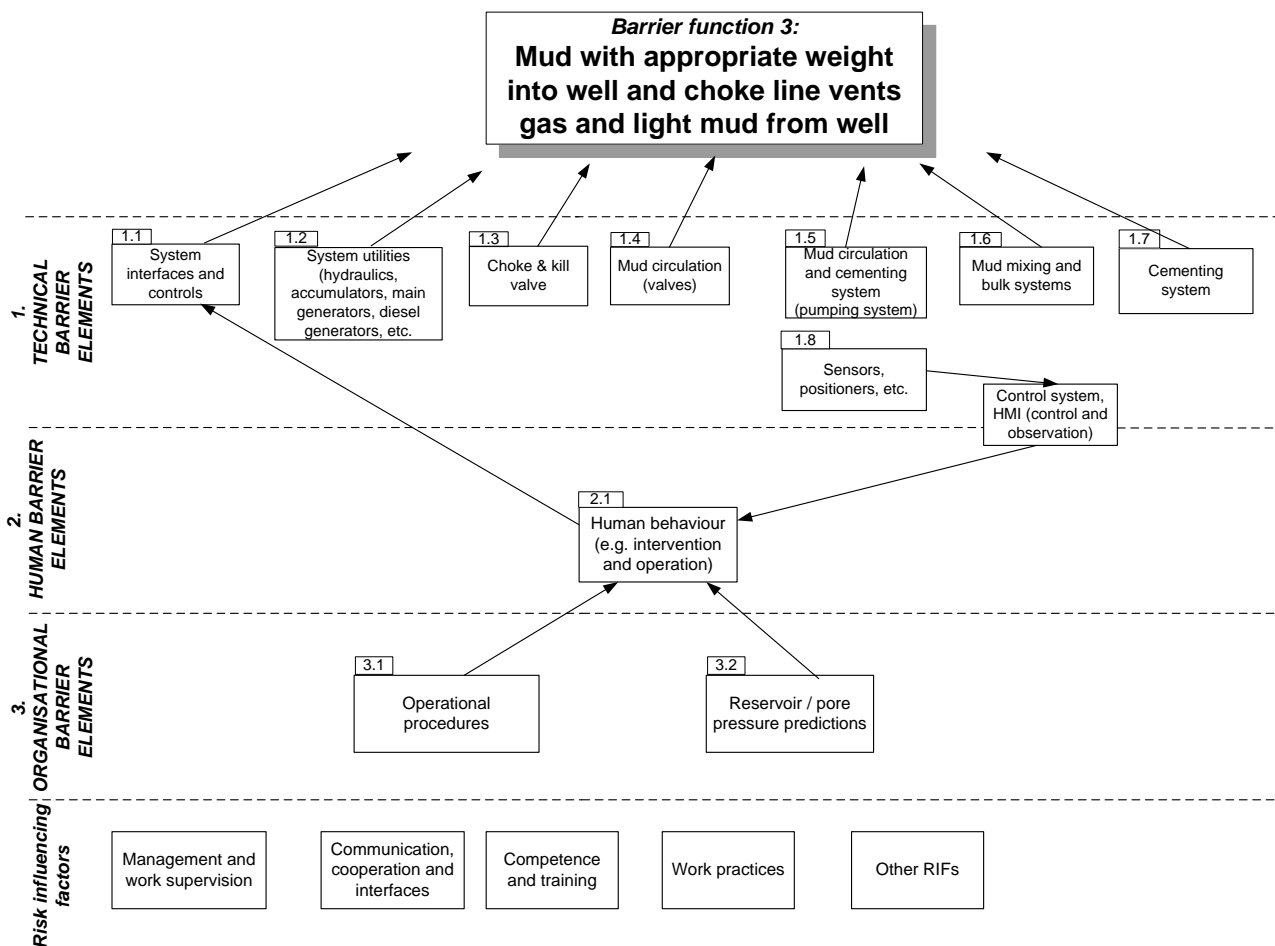 Barrier function 3:
Mud with appropriate weight
into well and choke line vents
gas and light mud from well
1.
TECHNICAL
BARRIER
ELEMENTS
1.1
System
interfaces and
controls
1.2
System utilities
(hydraulics,
accumulators, main
generators, diesel
generators, etc.
1.3
Choke & kill
valve
1.4
Mud circulation
(valves)
1.5
Mud circulation
and cementing
system
(pumping system)
1.6
Mud mixing and
bulk systems
1.7
Cementing
system
1.8
Sensors,
positioners, etc.
Control system,
HMI (control and
observation)
2.
HUMAN BARRIER
ELEMENTS
2.1
Human behaviour
(e.g. intervention
and operation)
3.
ORGANISATIONAL
BARRIER
ELEMENTS
3.1
Operational
procedures
3.2
Reservoir / pore
pressure predictions
Risk influencing
factors
Management and
work supervision
Communication,
cooperation and
interfaces
Competence
and training
Work practices
Other RIFs